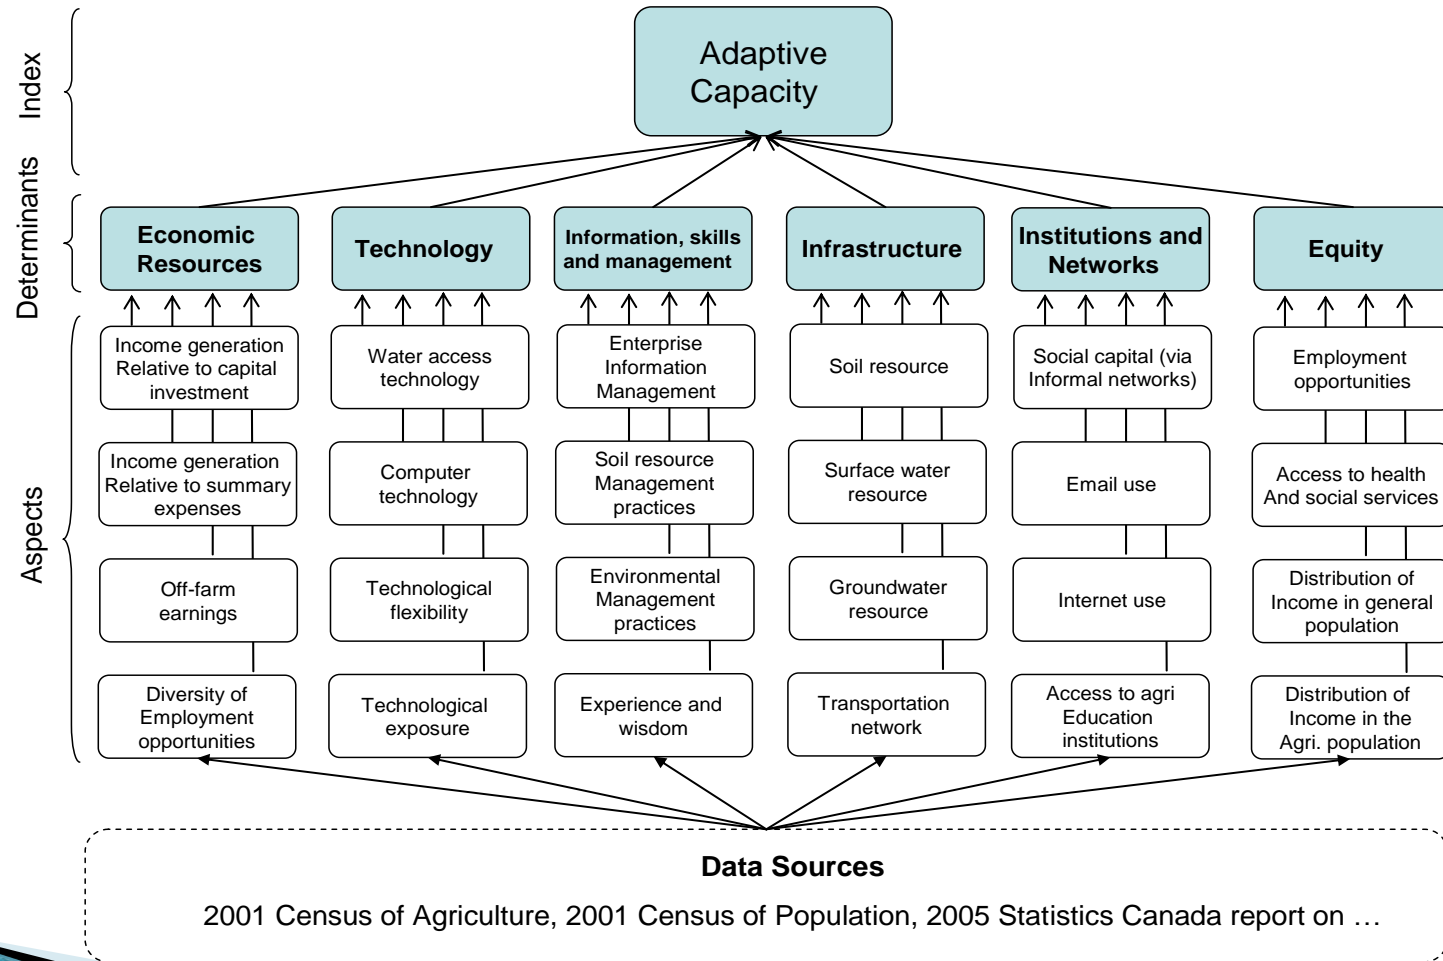 Adaptive
Capacity
Index
Determinants
Economic
Resources
Technology
Information, skills
and management
Infrastructure
Institutions and
Networks
Equity
Aspects
Income generation
Relative to capital
investment
Water access
technology
Enterprise
Information
Management
Soil resource
Social capital (via
Informal networks)
Employment
opportunities
Income generation
Relative to summary
expenses
Computer
technology
Soil resource
Management
practices
Surface water
resource
Email use
Access to health
And social services
Off-farm
earnings
Technological
flexibility
Environmental
Management
practices
Groundwater
resource
Internet use
Distribution of
Income in general
population
Diversity of
Employment
opportunities
Technological
exposure
Experience and
wisdom
Transportation
network
Access to agri
Education
institutions
Distribution of
Income in the
Agri. population
Data Sources
2001 Census of Agriculture, 2001 Census of Population, 2005 Statistics Canada report on …